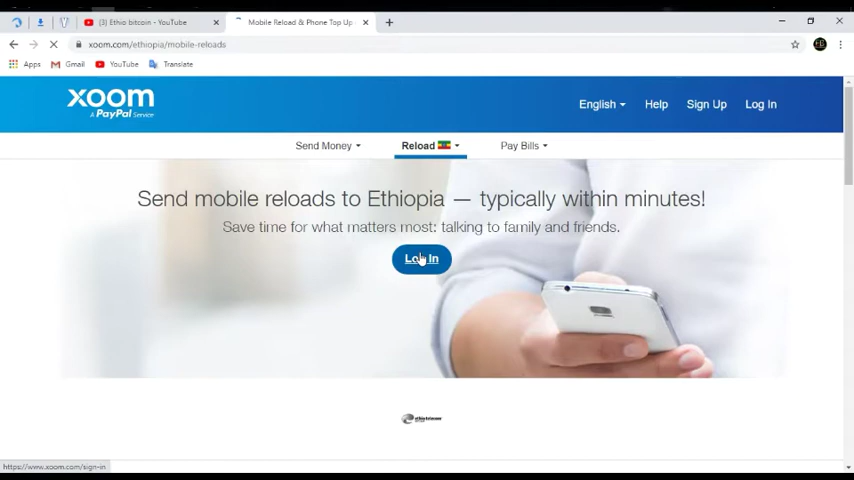 [3] Ethio bitcoin - YouTube
Mobile Reload & Phone Top Up
xoom.com/ethiopia/mobile-reloads
Apps Gmail YouTube Translate
xoom
A PayPal Service
English Help Sign Up Log In
Send Money Reload Pay Bills
Send mobile reloads to Ethiopia — typically within minutes!
Save time for what matters most: talking to family and friends.
Log In
ethio telecom
https://www.xoom.com/sign-in